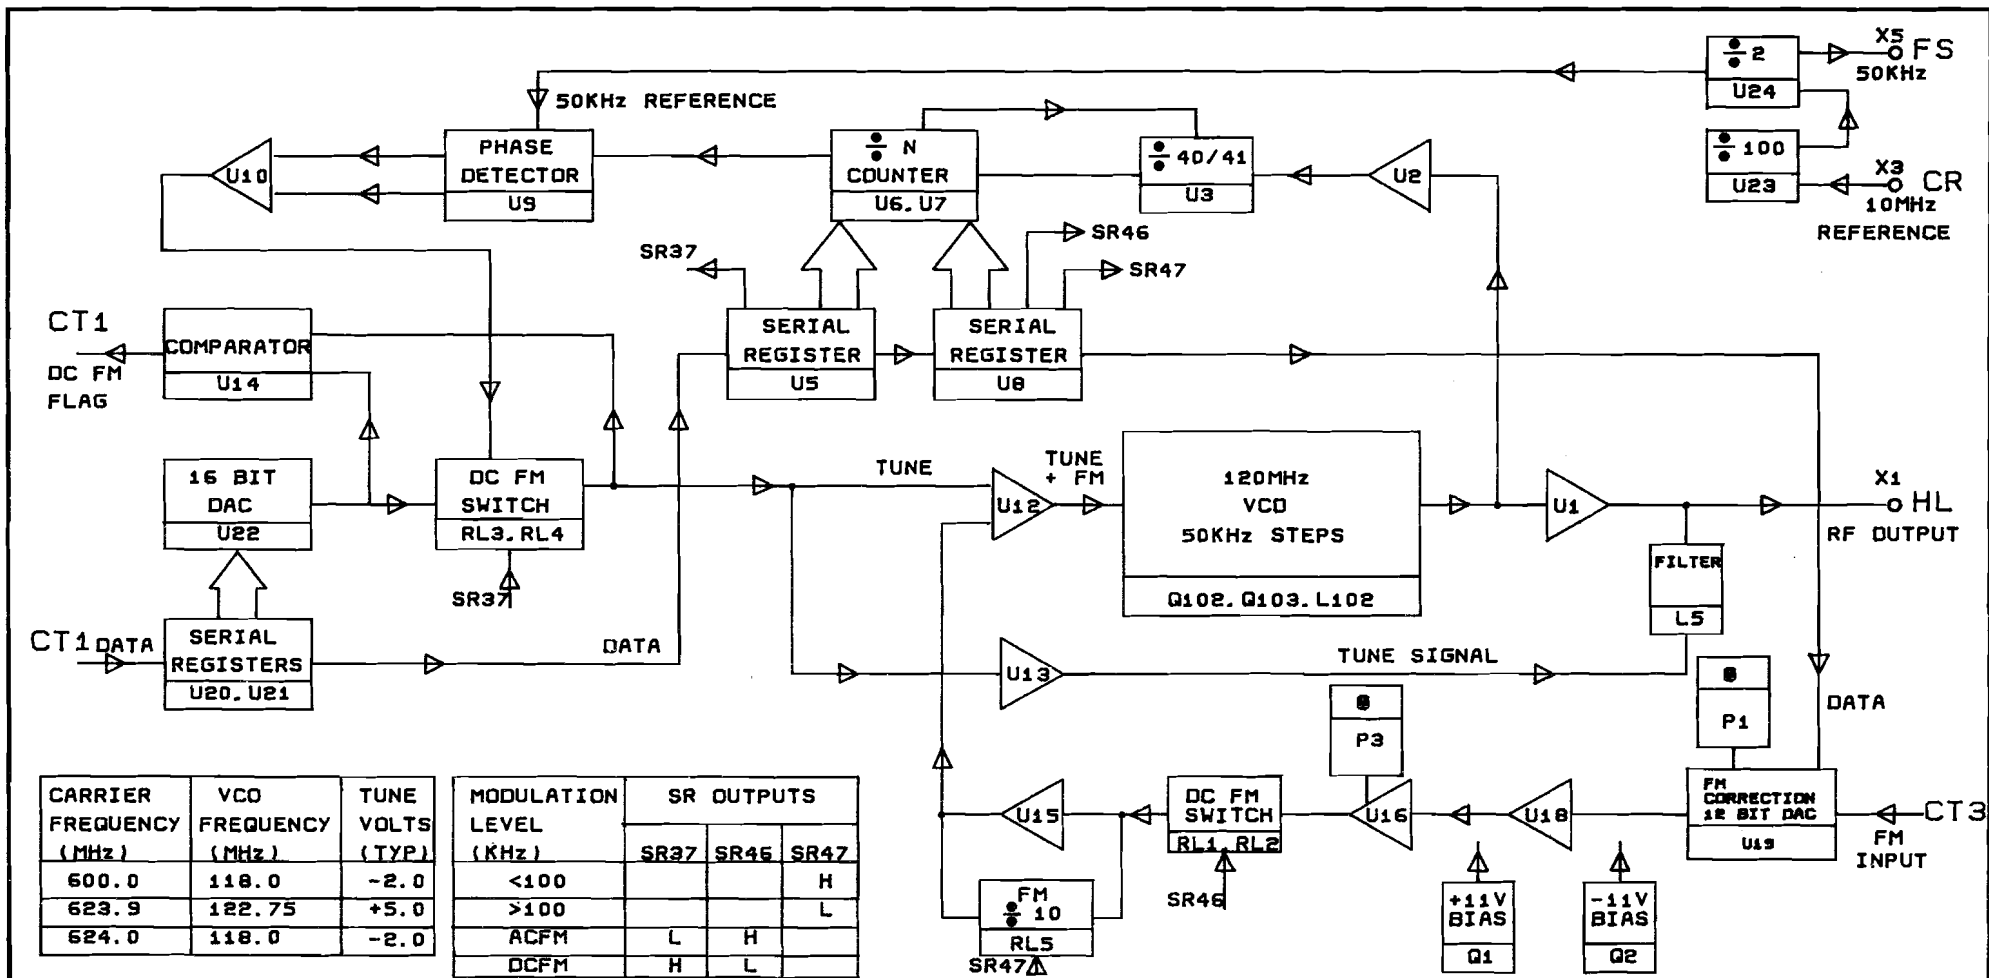 ÷ 2
U24
X5
FS
50KHz
50KHz REFERENCE
÷ 100
U23
X3
CR
10MHz
REFERENCE
U10
PHASE
DETECTOR
U9
÷ N
COUNTER
U6. U7
÷ 40/41
U3
U2
SR37
SR46
SR47
CT1
DC FM
FLAG
COMPARATOR
U14
SERIAL
REGISTER
U5
SERIAL
REGISTER
U8
16 BIT
DAC
U22
DC FM
SWITCH
RL3. RL4
SR37
TUNE
U12
TUNE
+ FM
120MHz
VCO
50KHz STEPS
Q102. Q103. L102
U1
X1
HL
RF OUTPUT
FILTER
L5
CT1 DATA
SERIAL
REGISTERS
U20. U21
DATA
U13
TUNE SIGNAL
DATA
P3
P1
U15
DC FM
SWITCH
RL1. RL2
SR46
U16
U18
FM
CORRECTION
12 BIT DAC
U19
CT3
FM
INPUT
FM
÷ 10
RL5
SR47
+11V
BIAS
Q1
-11V
BIAS
Q2
CARRIER FREQUENCY (MHz) VCO FREQUENCY (MHz) TUNE VOLTS (TYP)
600.0 118.0 -2.0
623.9 122.75 +5.0
624.0 118.0 -2.0
MODULATION LEVEL (KHz) SR OUTPUTS
SR37 SR46 SR47
<100 H
>100 L
ACFM L H
DCFM H L